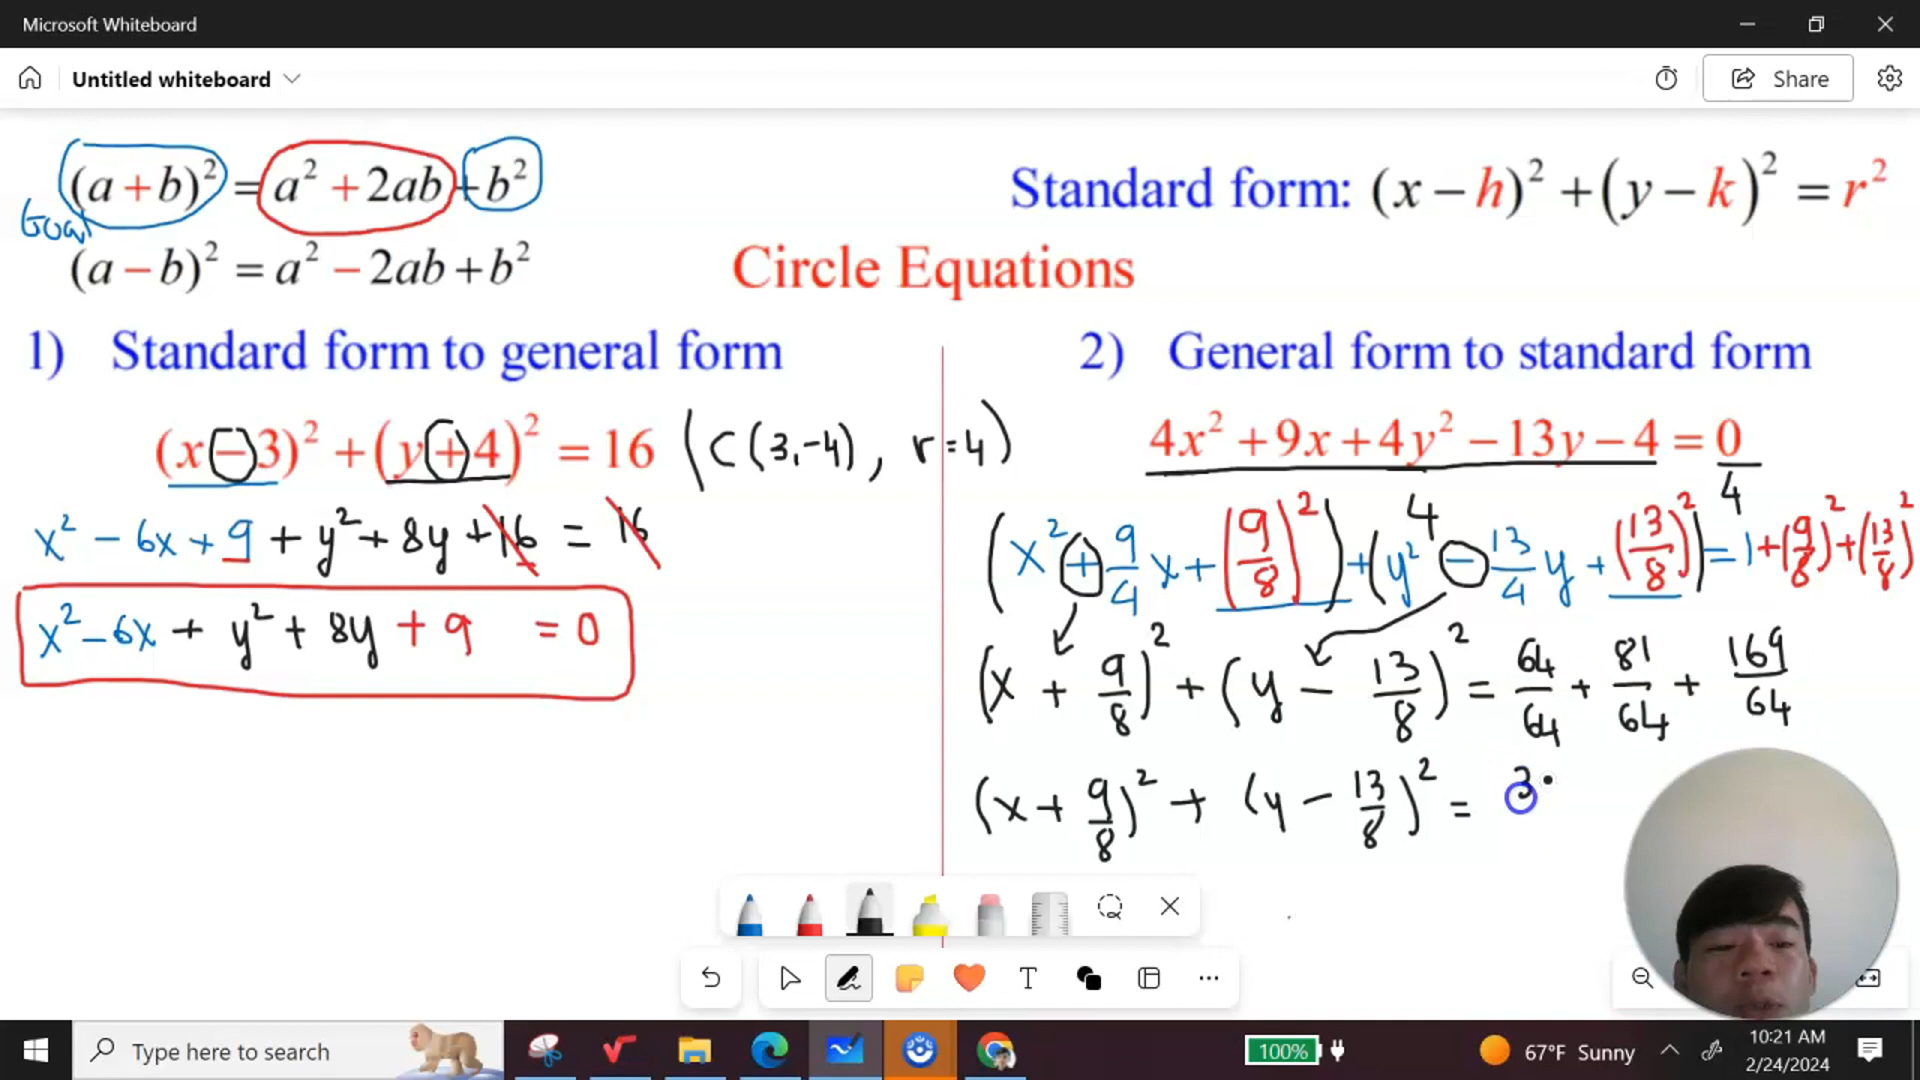 Microsoft Whiteboard
Untitled whiteboard
Share
(a + b)² = a² + 2ab + b²
Goal
(a − b)² = a² − 2ab + b²
Standard form: (x − h)² + (y − k)² = r²
Circle Equations
1) Standard form to general form
(x − 3)² + (y + 4)² = 16 (C(3,-4), r=4)
x² − 6x + 9 + y² + 8y + 16 = 16
x² − 6x + y² + 8y + 9 = 0
2) General form to standard form
4x² + 9x + 4y² − 13y − 4 = 0
4 4
(x² + 9/4 x + (9/8)²) + (y² − 13/4 y + (13/8)²) = 1 + (9/8)² + (13/8)²
(x + 9/8)² + (y − 13/8)² = 64/64 + 81/64 + 169/64
(x + 9/8)² + (y − 13/8)² = 3
T
Type here to search
100%
67°F Sunny
10:21 AM
2/24/2024